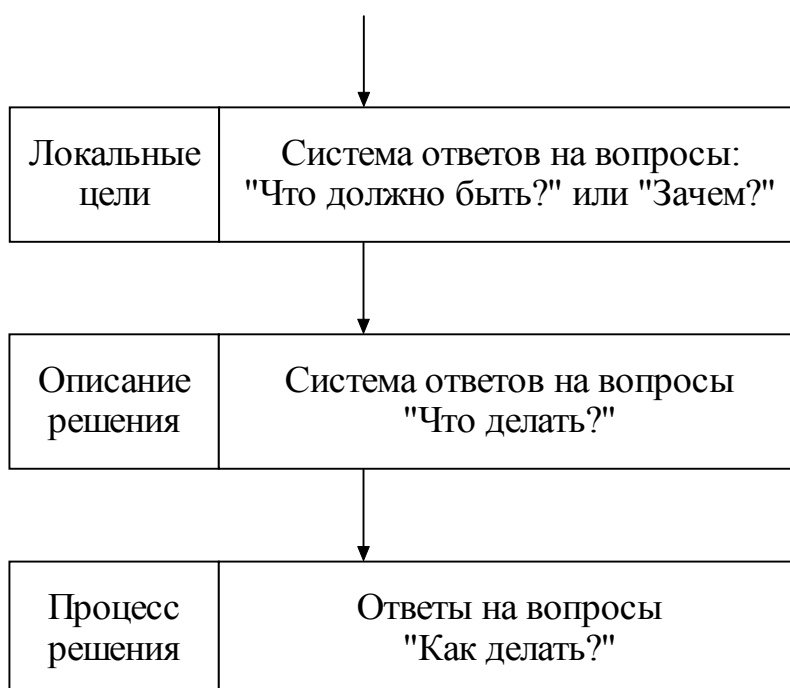 Локальные
цели
Система ответов на вопросы:
"Что должно быть?" или "Зачем?"
Описание
решения
Система ответов на вопросы
"Что делать?"
Процесс
решения
Ответы на вопросы
"Как делать?"